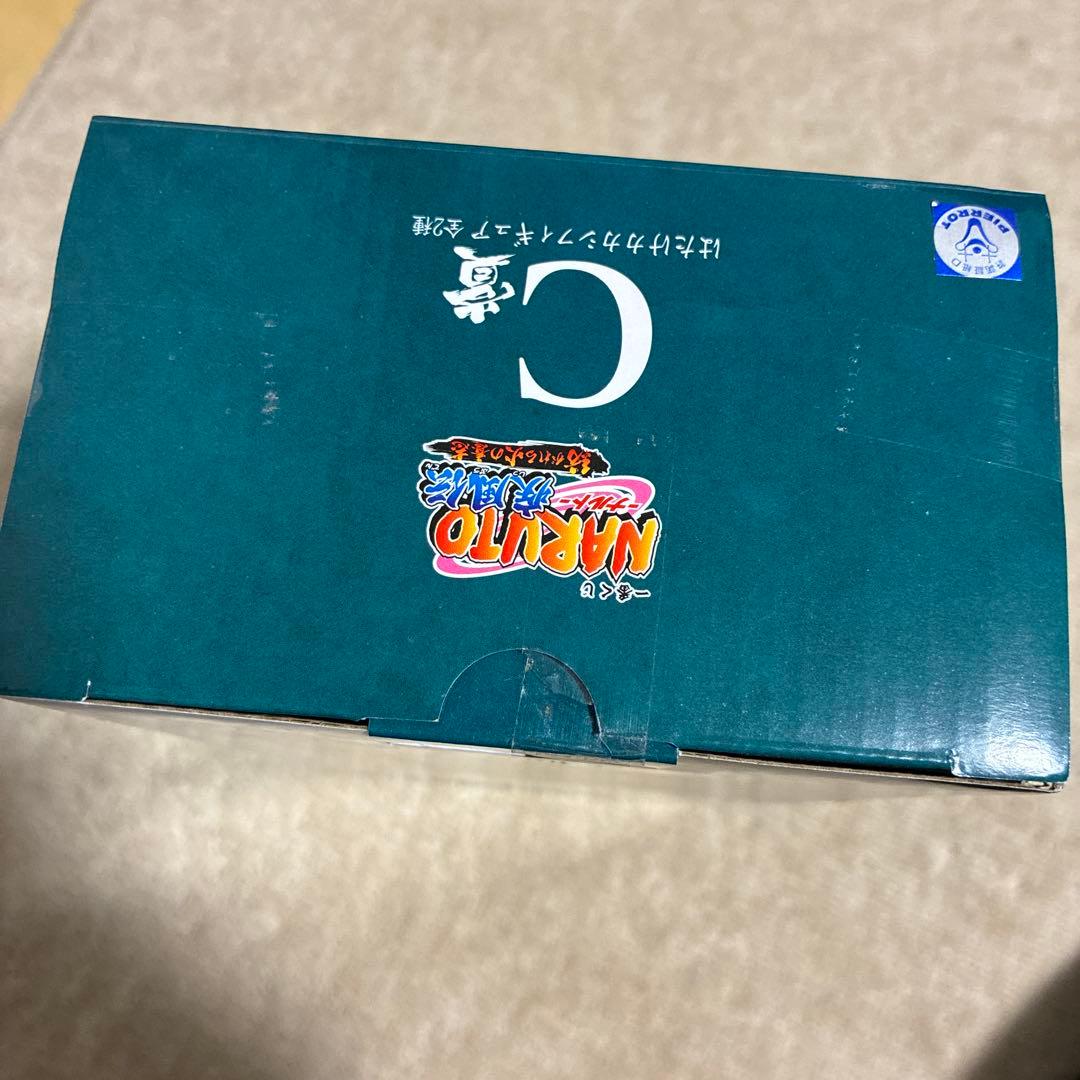 一番くじ
NARUTO
-ナルト-
疾風伝
紡がれる火の意志
C賞
はたけカカシフィギュア 全2種
PIERROT